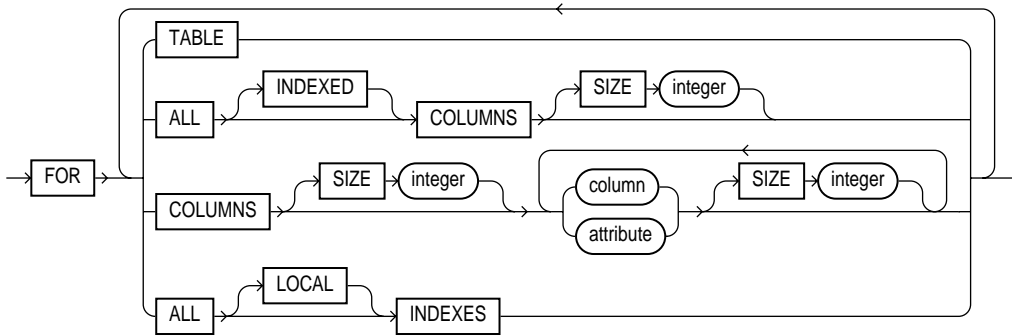 TABLE
ALL INDEXED COLUMNS SIZE integer
FOR
COLUMNS SIZE integer column attribute SIZE integer
ALL LOCAL INDEXES